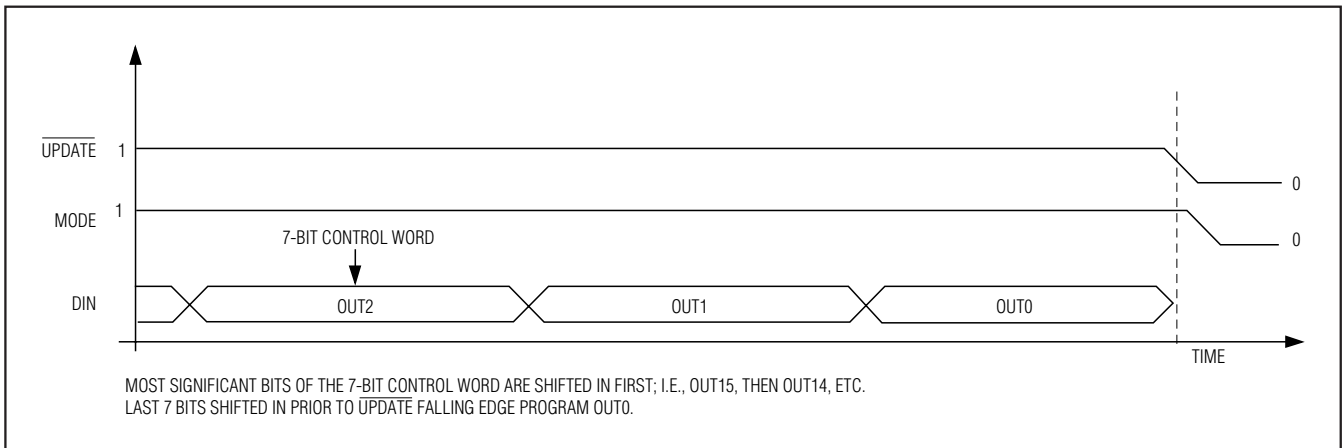 UPDATE 1
0
MODE 1
0
7-BIT CONTROL WORD
DIN OUT2 OUT1 OUT0
TIME
MOST SIGNIFICANT BITS OF THE 7-BIT CONTROL WORD ARE SHIFTED IN FIRST; I.E., OUT15, THEN OUT14, ETC.
LAST 7 BITS SHIFTED IN PRIOR TO UPDATE FALLING EDGE PROGRAM OUT0.